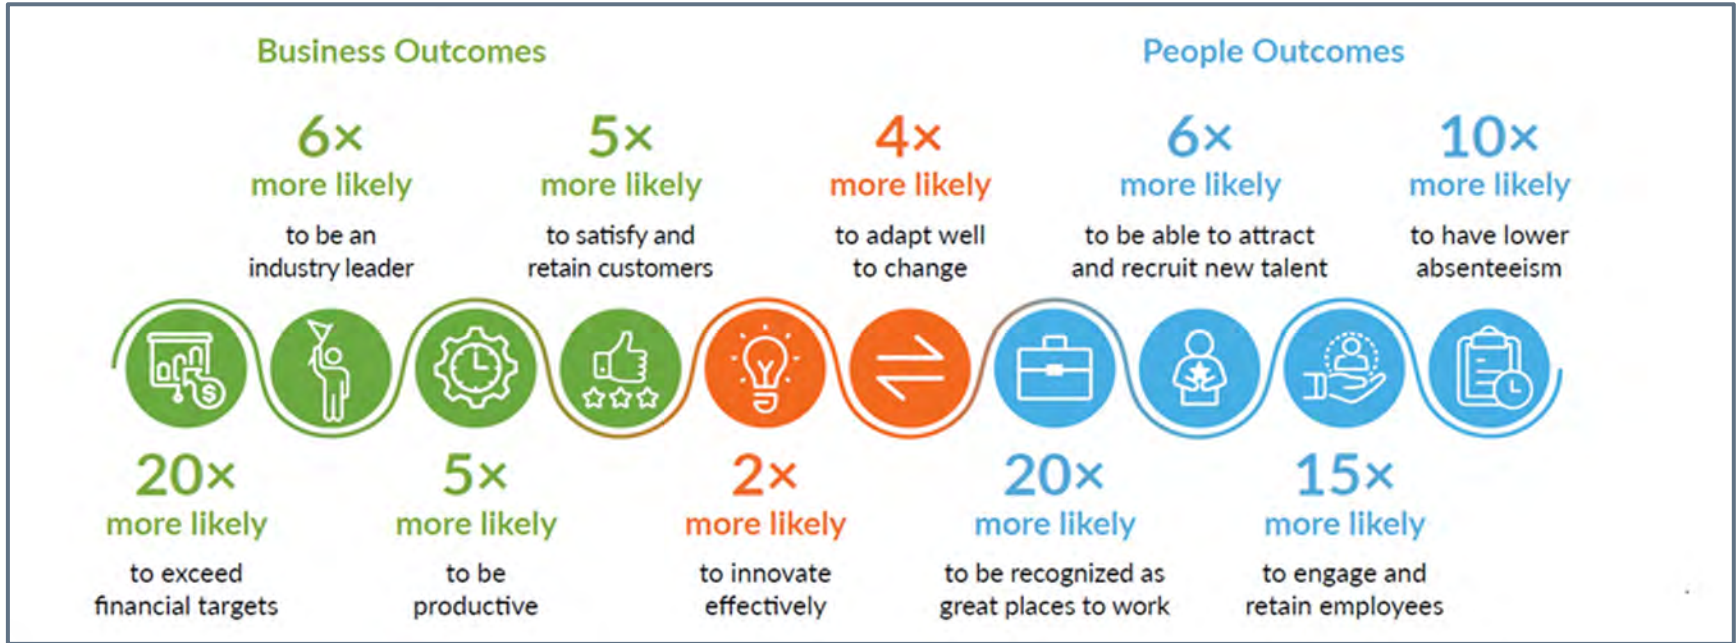 Business Outcomes
People Outcomes
6×
more likely
to be an
industry leader
5×
more likely
to satisfy and
retain customers
4×
more likely
to adapt well
to change
6×
more likely
to be able to attract
and recruit new talent
10×
more likely
to have lower
absenteeism
20×
more likely
to exceed
financial targets
5×
more likely
to be
productive
2×
more likely
to innovate
effectively
20×
more likely
to be recognized as
great places to work
15×
more likely
to engage and
retain employees